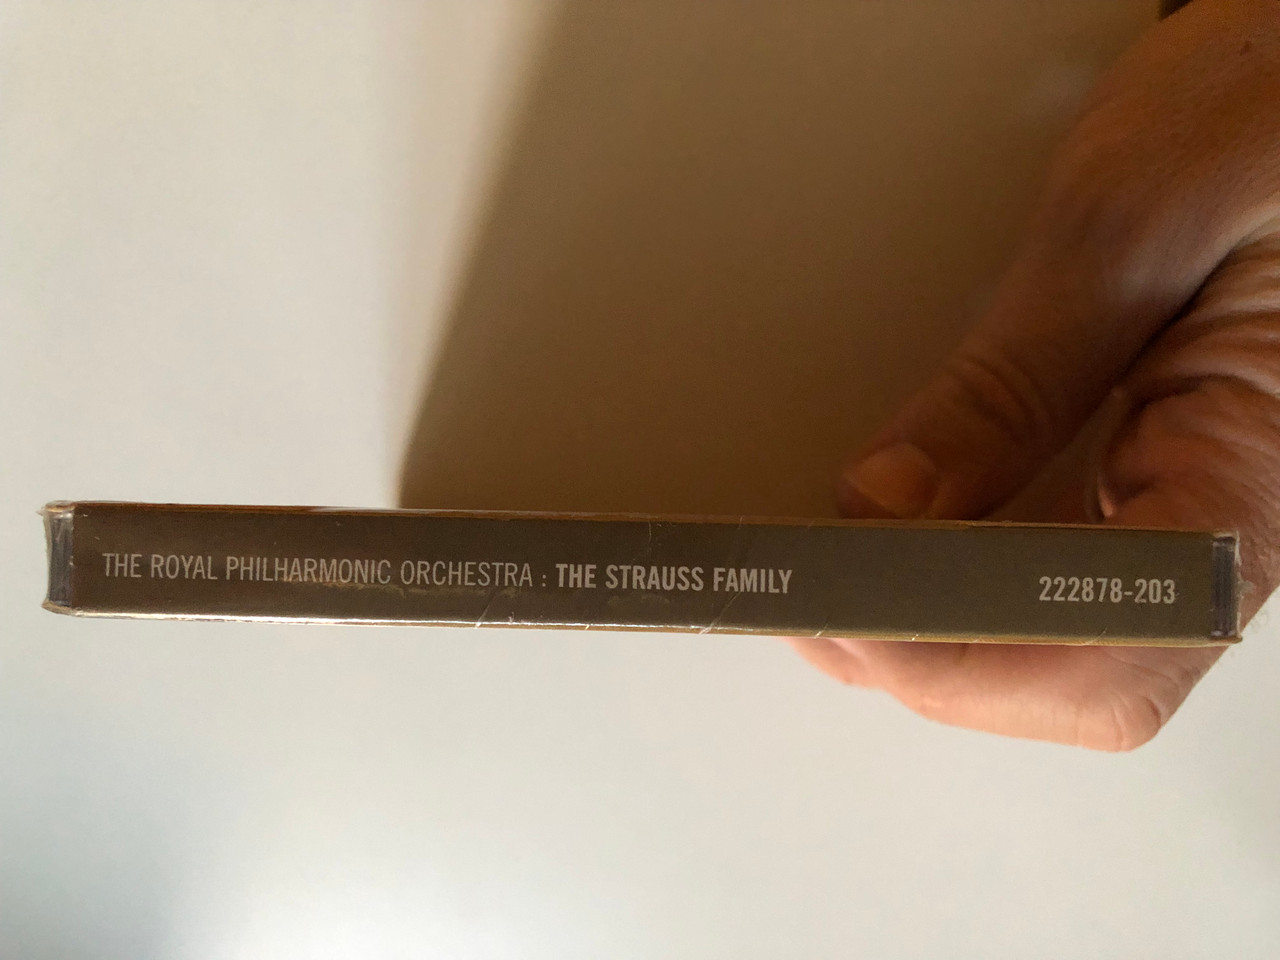 THE ROYAL PHILHARMONIC ORCHESTRA : THE STRAUSS FAMILY 222878-203